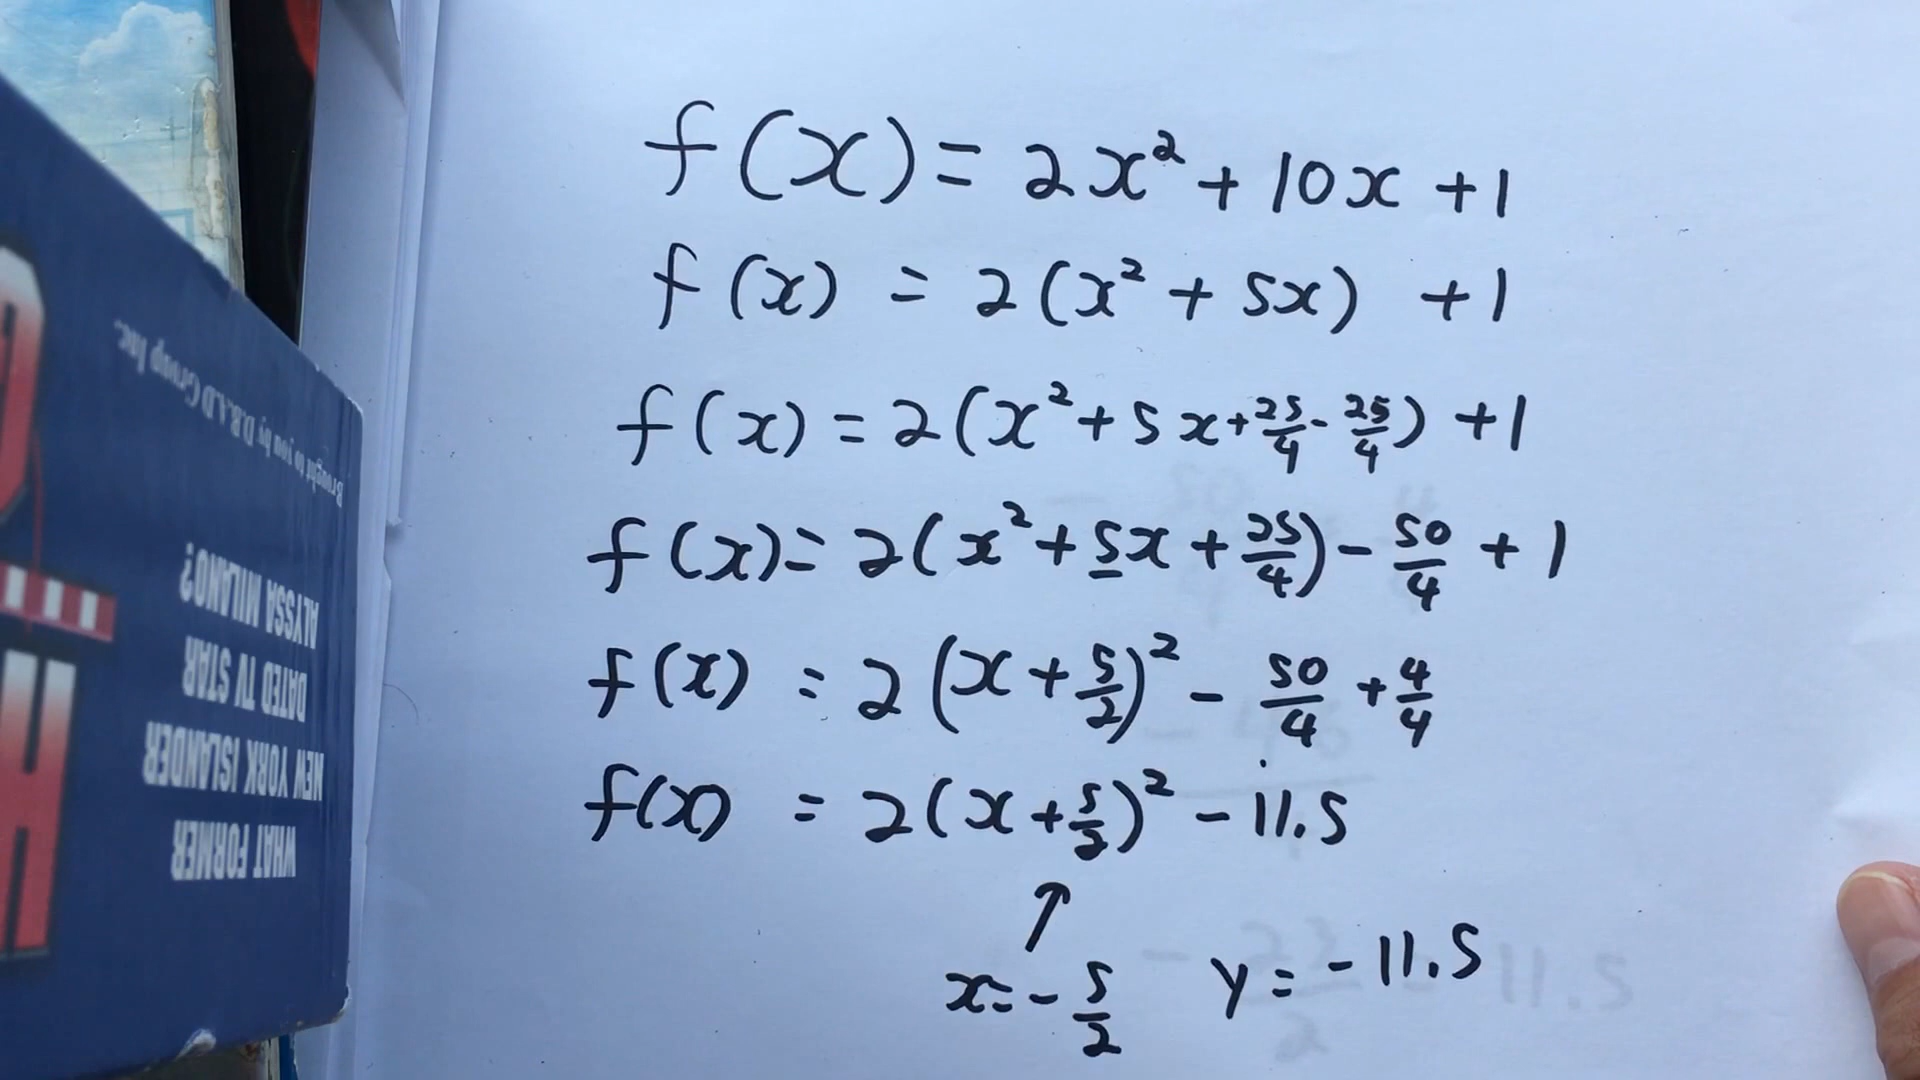 f(x) = 2x² + 10x + 1
f(x) = 2(x² + 5x) + 1
f(x) = 2(x² + 5x + 25/4 - 25/4) + 1
f(x) = 2(x² + 5x + 25/4) - 50/4 + 1
f(x) = 2(x + 5/2)² - 50/4 + 4/4
f(x) = 2(x + 5/2)² - 11.5
↑
x = - 5/2 y = - 11.5
Brought to you by D.B.A.D Group Inc.
WHAT FORMER
NEW YORK ISLANDER
DATED TV STAR
ALYSSA MILANO?